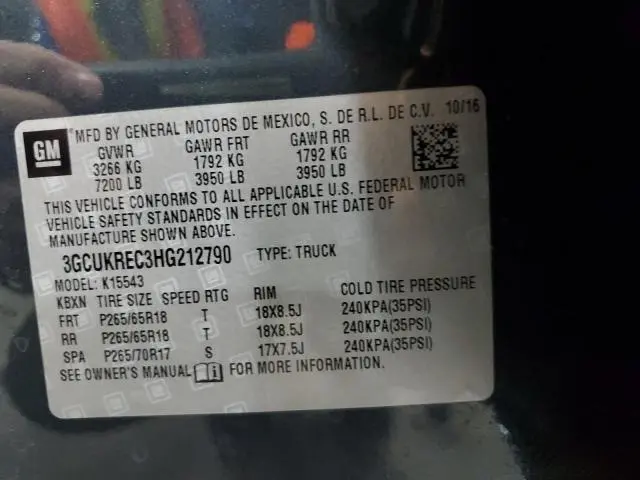 GM
® MFD BY GENERAL MOTORS DE MEXICO, S. DE R.L. DE C.V. 10/16
GVWR GAWR FRT GAWR RR
3266 KG 1792 KG 1792 KG
7200 LB 3950 LB 3950 LB
THIS VEHICLE CONFORMS TO ALL APPLICABLE U.S. FEDERAL MOTOR
VEHICLE SAFETY STANDARDS IN EFFECT ON THE DATE OF
MANUFACTURE SHOWN ABOVE.
3GCUKREC3HG212790 TYPE: TRUCK
MODEL: K15543
KBXN TIRE SIZE SPEED RTG RIM COLD TIRE PRESSURE
FRT P265/65R18 T 18X8.5J 240KPA(35PSI)
RR P265/65R18 T 18X8.5J 240KPA(35PSI)
SPA P265/70R17 S 17X7.5J 240KPA(35PSI)
SEE OWNER'S MANUAL FOR MORE INFORMATION.